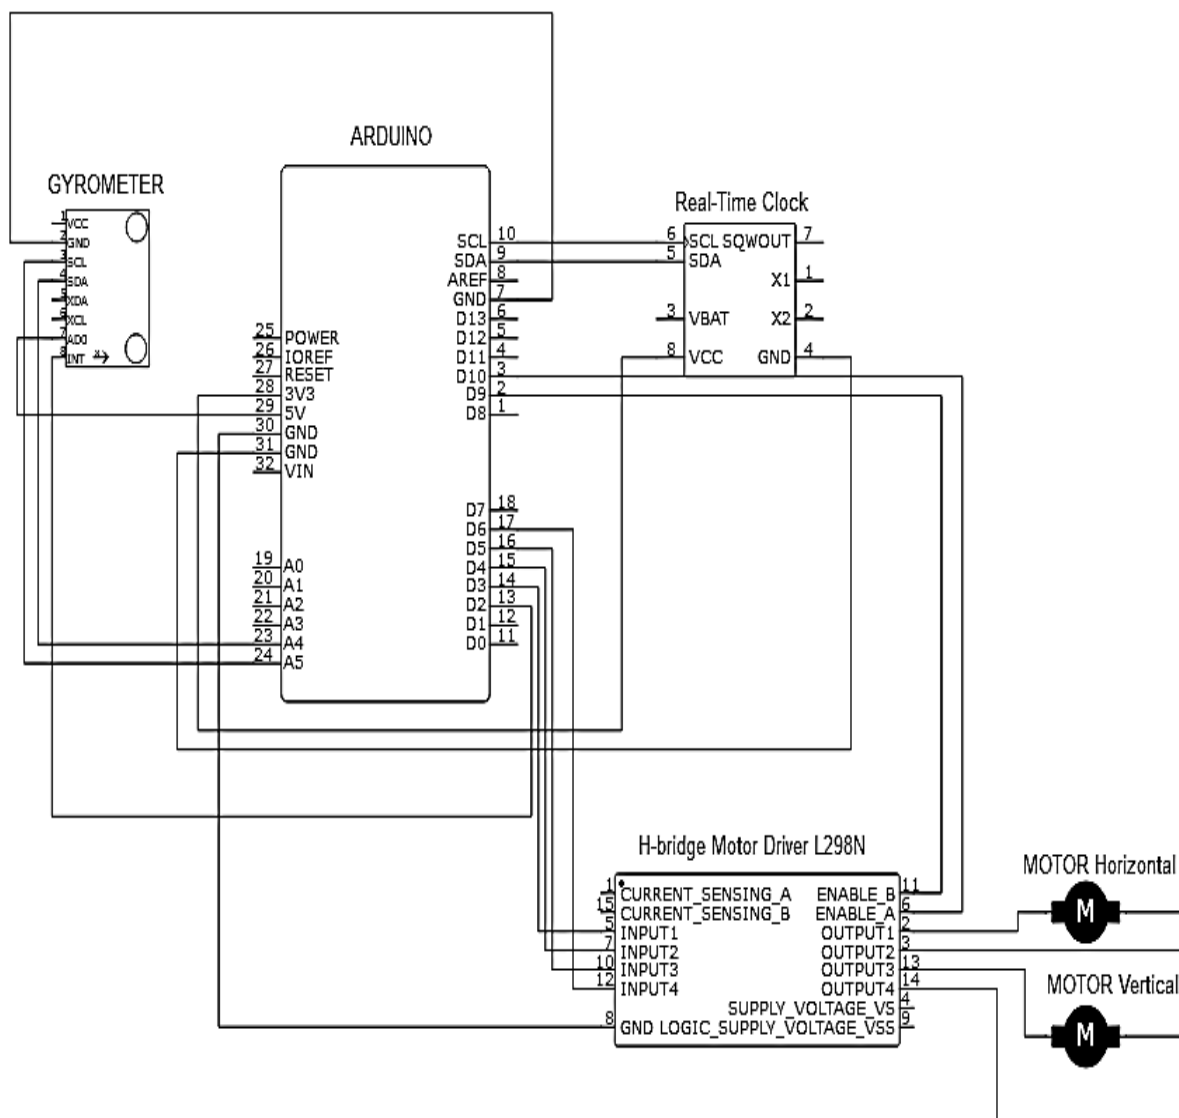 ARDUINO
GYROMETER
1 VCC
2 GND
3 SCL
4 SDA
5 XDA
6 XCL
7 AD0
8 INT
25 POWER
26 IOREF
27 RESET
28 3V3
29 5V
30 GND
31 GND
32 VIN
19 A0
20 A1
21 A2
22 A3
23 A4
24 A5
SCL 10
SDA 9
AREF 8
GND 7
D13 6
D12 5
D11 4
D10 3
D9 2
D8 1
D7 18
D6 17
D5 16
D4 15
D3 14
D2 13
D1 12
D0 11
Real-Time Clock
6 SCL SQWOUT 7
5 SDA
X1 1
3 VBAT X2 2
8 VCC GND 4
H-bridge Motor Driver L298N
1 CURRENT_SENSING_A ENABLE_B 11
15 CURRENT_SENSING_B ENABLE_A 6
5 INPUT1 OUTPUT1 2
7 INPUT2 OUTPUT2 3
10 INPUT3 OUTPUT3 13
12 INPUT4 OUTPUT4 14
SUPPLY_VOLTAGE_VS 4
8 GND LOGIC_SUPPLY_VOLTAGE_VSS 9
MOTOR Horizontal
M
MOTOR Vertical
M